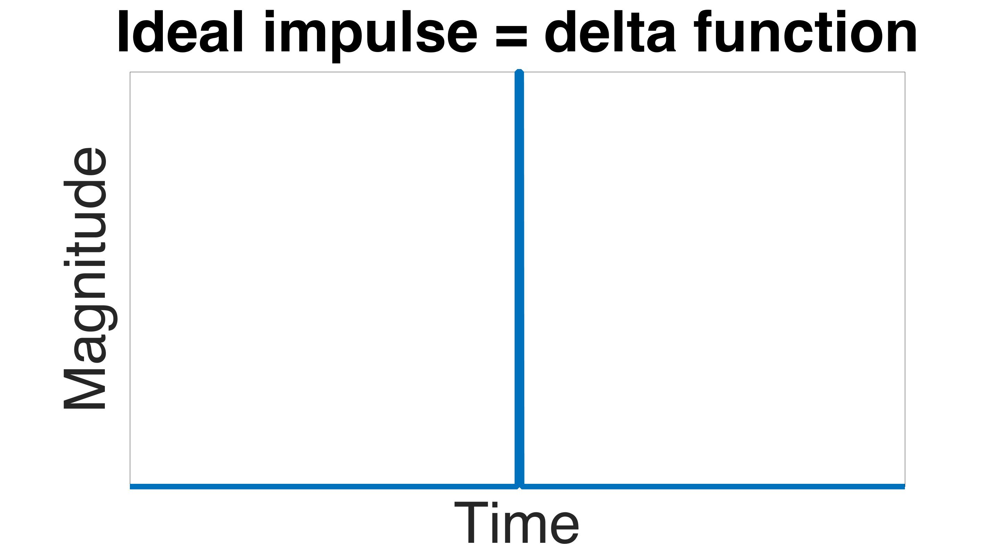 Ideal impulse = delta function
Magnitude
Time